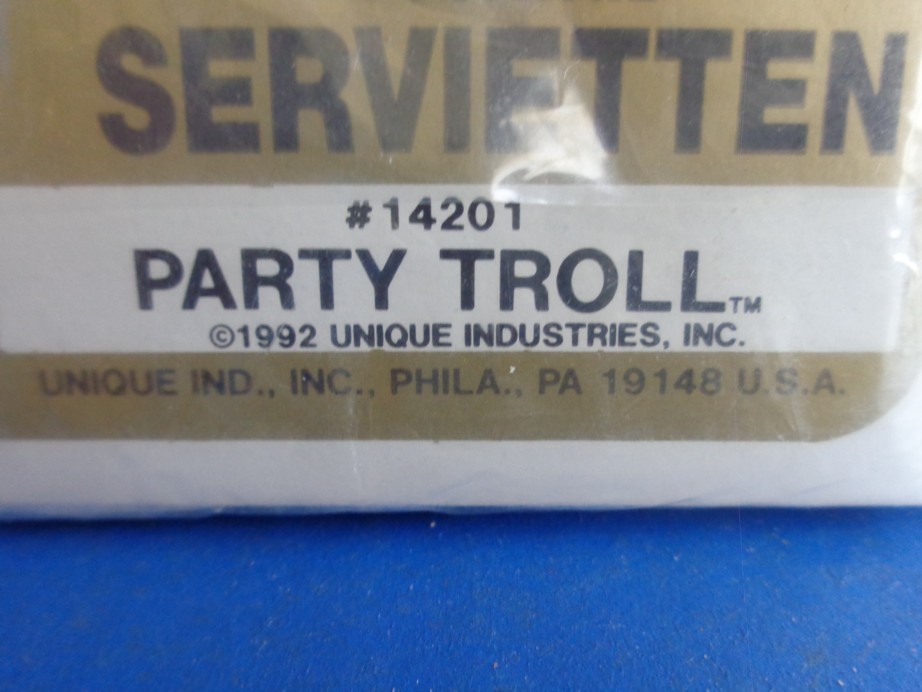 SERVIETTEN
#14201
PARTY TROLL™
©1992 UNIQUE INDUSTRIES, INC.
UNIQUE IND., INC., PHILA., PA 19148 U.S.A.